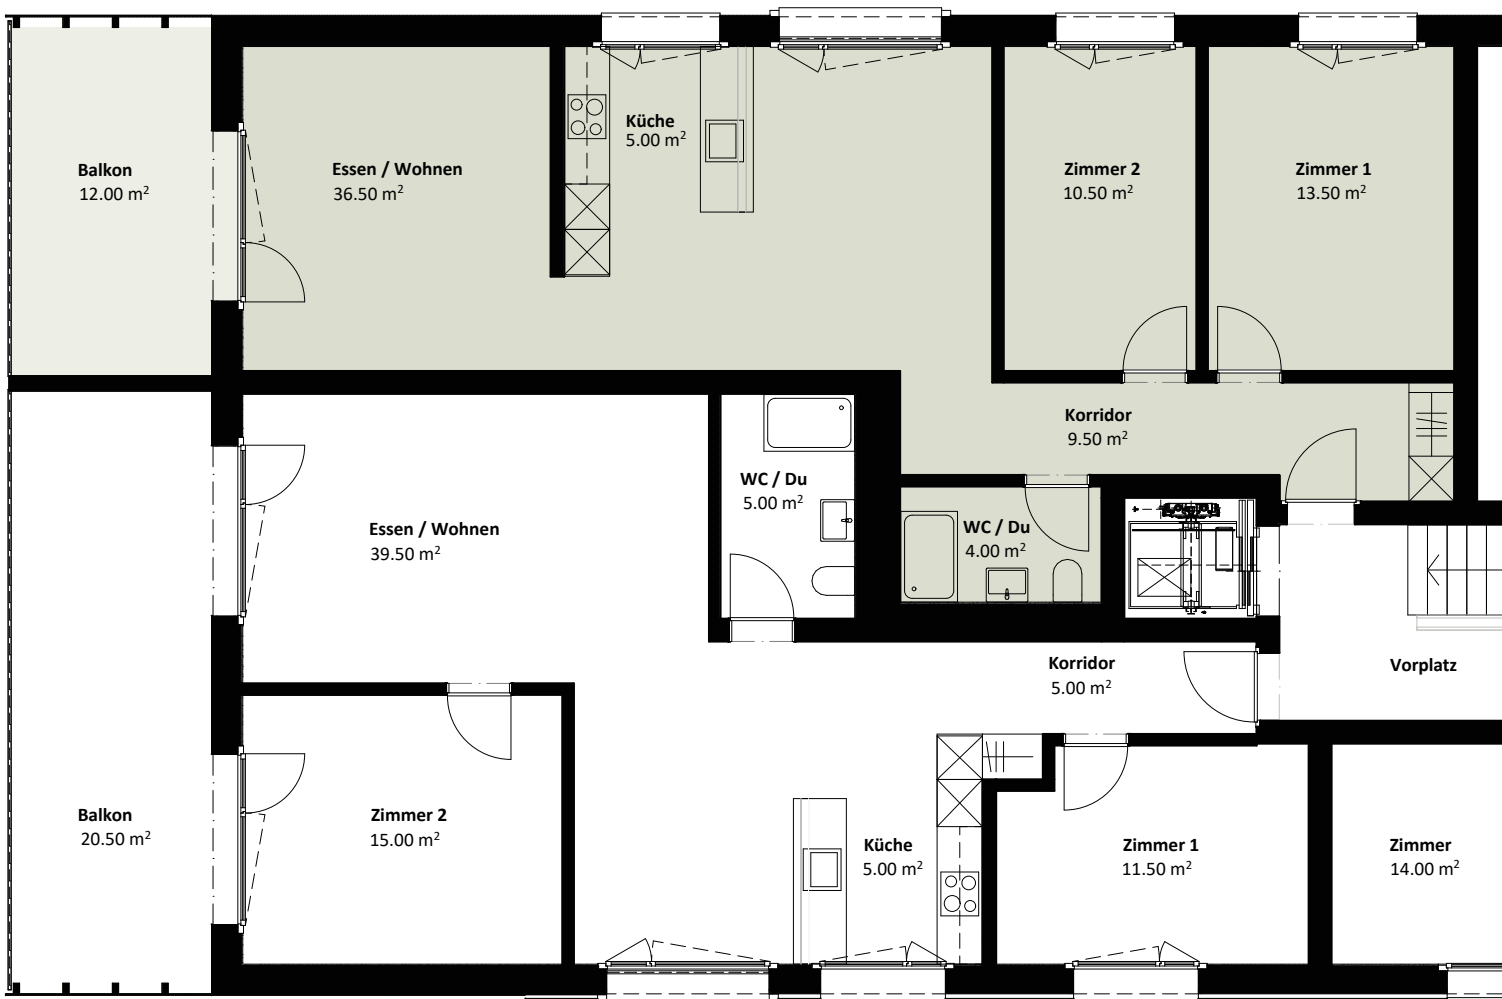 Balkon
12.00 m²
Essen / Wohnen
36.50 m²
Küche
5.00 m²
Zimmer 2
10.50 m²
Zimmer 1
13.50 m²
Korridor
9.50 m²
WC / Du
5.00 m²
WC / Du
4.00 m²
Essen / Wohnen
39.50 m²
Korridor
5.00 m²
Vorplatz
Balkon
20.50 m²
Zimmer 2
15.00 m²
Küche
5.00 m²
Zimmer 1
11.50 m²
Zimmer
14.00 m²